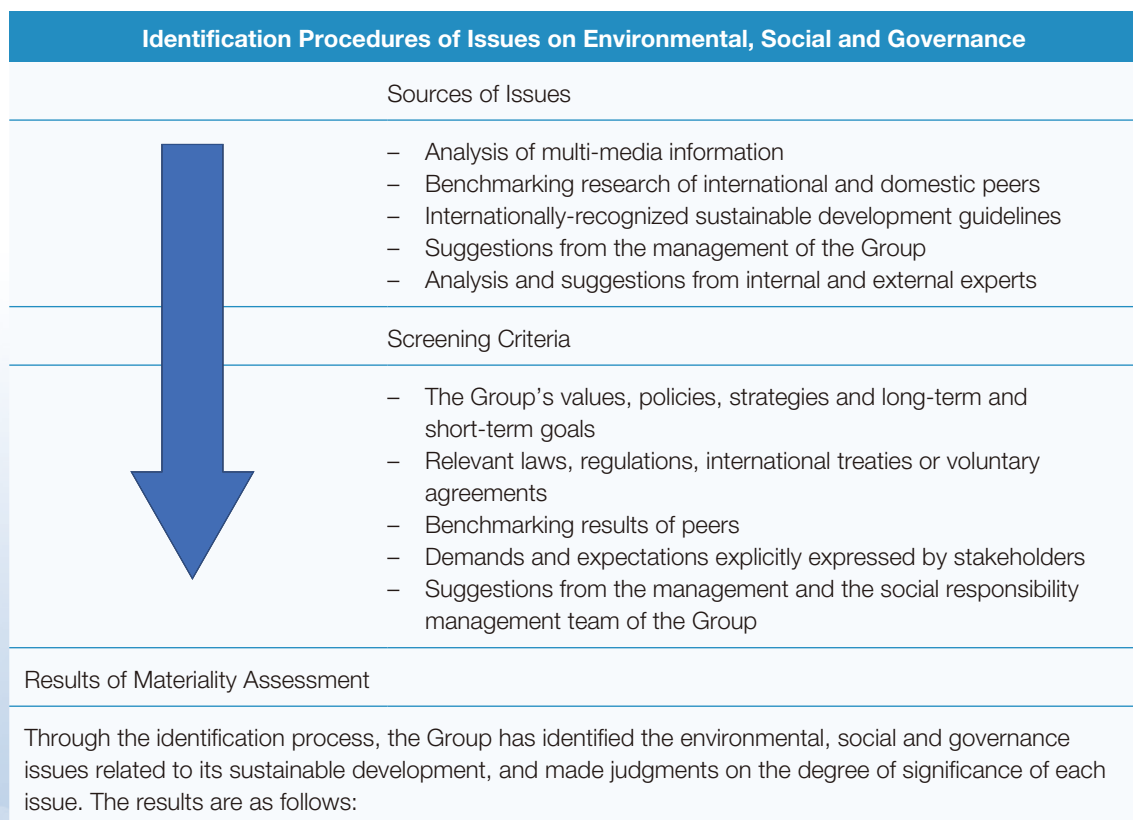 Identification Procedures of Issues on Environmental, Social and Governance
Sources of Issues
– Analysis of multi-media information
– Benchmarking research of international and domestic peers
– Internationally-recognized sustainable development guidelines
– Suggestions from the management of the Group
– Analysis and suggestions from internal and external experts
Screening Criteria
– The Group’s values, policies, strategies and long-term and
short-term goals
– Relevant laws, regulations, international treaties or voluntary
agreements
– Benchmarking results of peers
– Demands and expectations explicitly expressed by stakeholders
– Suggestions from the management and the social responsibility
management team of the Group
Results of Materiality Assessment
Through the identification process, the Group has identified the environmental, social and governance
issues related to its sustainable development, and made judgments on the degree of significance of each
issue. The results are as follows: